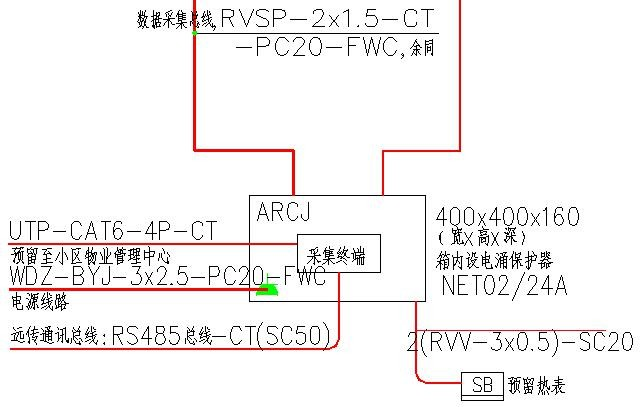 数据采集总线,RVSP-2x1.5-CT
-PC20-FWC,余同
ARCJ
UTP-CAT6-4P-CT
预留至小区物业管理中心
采集终端
400x400x160
(宽X高X深)
箱内设电涌保护器
NET02/24A
WDZ-BYJ-3x2.5-PC20-FWC
电源线路
远传通讯总线:RS485总线-CT(SC50)
2(RVV-3x0.5)-SC20
SB
预留热表